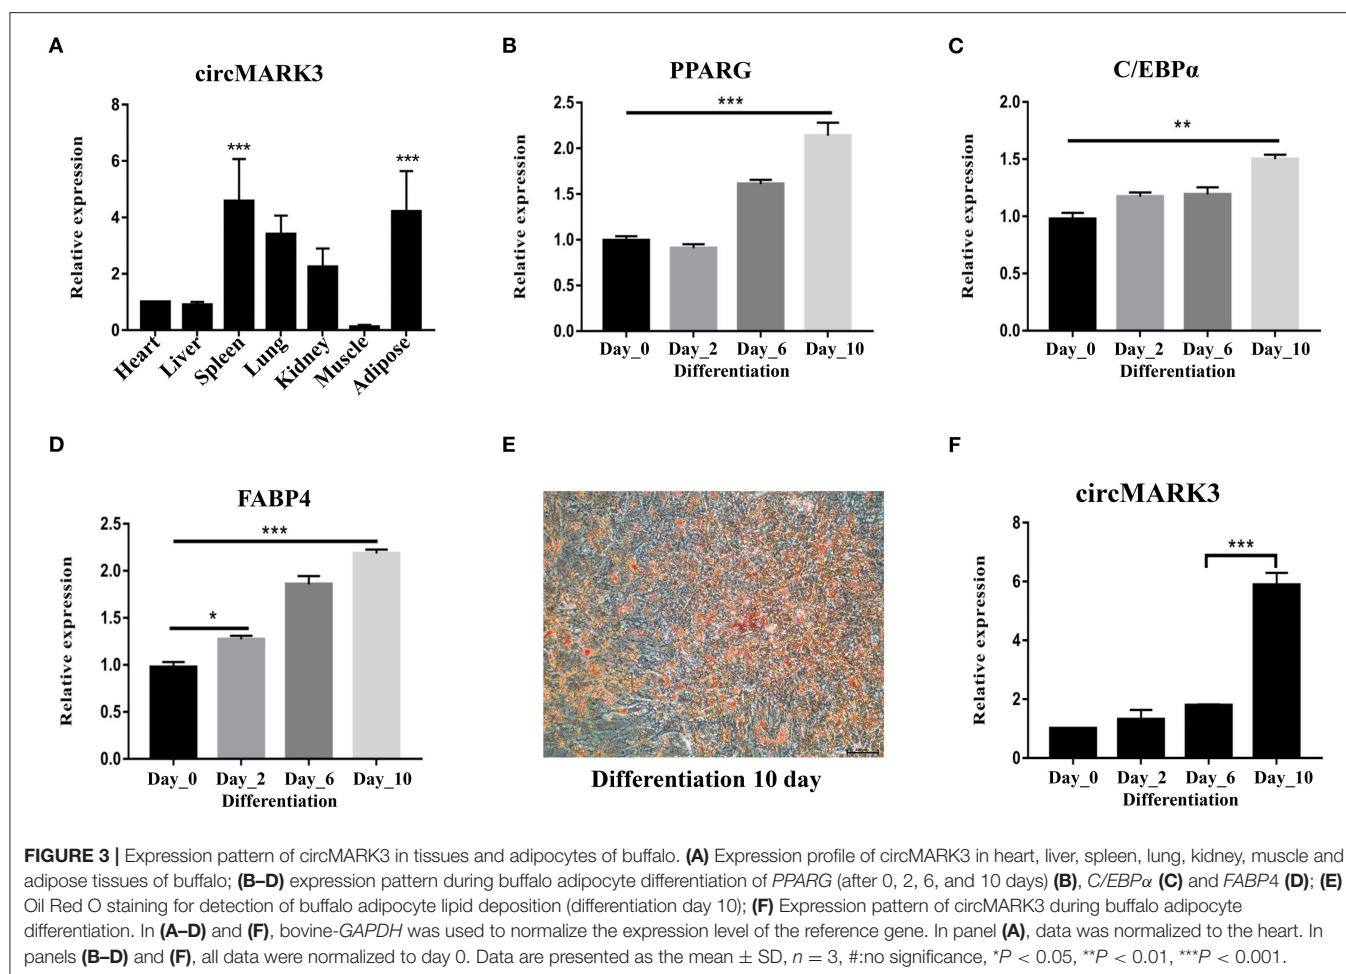 A
circMARK3
Relative expression
8
6
4
2
0
***
***
Heart
Liver
Spleen
Lung
Kidney
Muscle
Adipose
B
PPARG
Relative expression
2.5
2.0
1.5
1.0
0.5
0.0
***
Day_0 Day_2 Day_6 Day_10
Differentiation
C
C/EBPα
Relative expression
2.0
1.5
1.0
0.5
0.0
**
Day_0 Day_2 Day_6 Day_10
Differentiation
D
FABP4
Relative expression
2.5
2.0
1.5
1.0
0.5
0.0
***
*
Day_0 Day_2 Day_6 Day_10
Differentiation
E
Differentiation 10 day
F
circMARK3
Relative expression
8
6
4
2
0
***
Day_0 Day_2 Day_6 Day_10
Differentiation
FIGURE 3 | Expression pattern of circMARK3 in tissues and adipocytes of buffalo. (A) Expression profile of circMARK3 in heart, liver, spleen, lung, kidney, muscle and
adipose tissues of buffalo; (B–D) expression pattern during buffalo adipocyte differentiation of PPARG (after 0, 2, 6, and 10 days) (B), C/EBPα (C) and FABP4 (D); (E)
Oil Red O staining for detection of buffalo adipocyte lipid deposition (differentiation day 10); (F) Expression pattern of circMARK3 during buffalo adipocyte
differentiation. In (A–D) and (F), bovine-GAPDH was used to normalize the expression level of the reference gene. In panel (A), data was normalized to the heart. In
panels (B–D) and (F), all data were normalized to day 0. Data are presented as the mean ± SD, n = 3, #:no significance, *P < 0.05, **P < 0.01, ***P < 0.001.